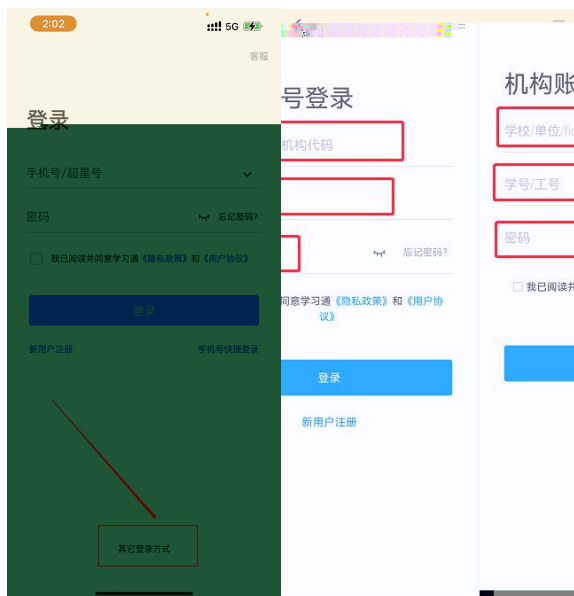 2:02
5G
客服
登录
手机号/超星号
密码
忘记密码?
我已阅读并同意学习通《隐私政策》和《用户协议》
登录
新用户注册
手机号快捷登录
其它登录方式
号登录
机构代码
忘记密码?
同意学习通《隐私政策》和《用户协
议》
登录
新用户注册
机构账
学校/单位/fid
学号/工号
密码
我已阅读并